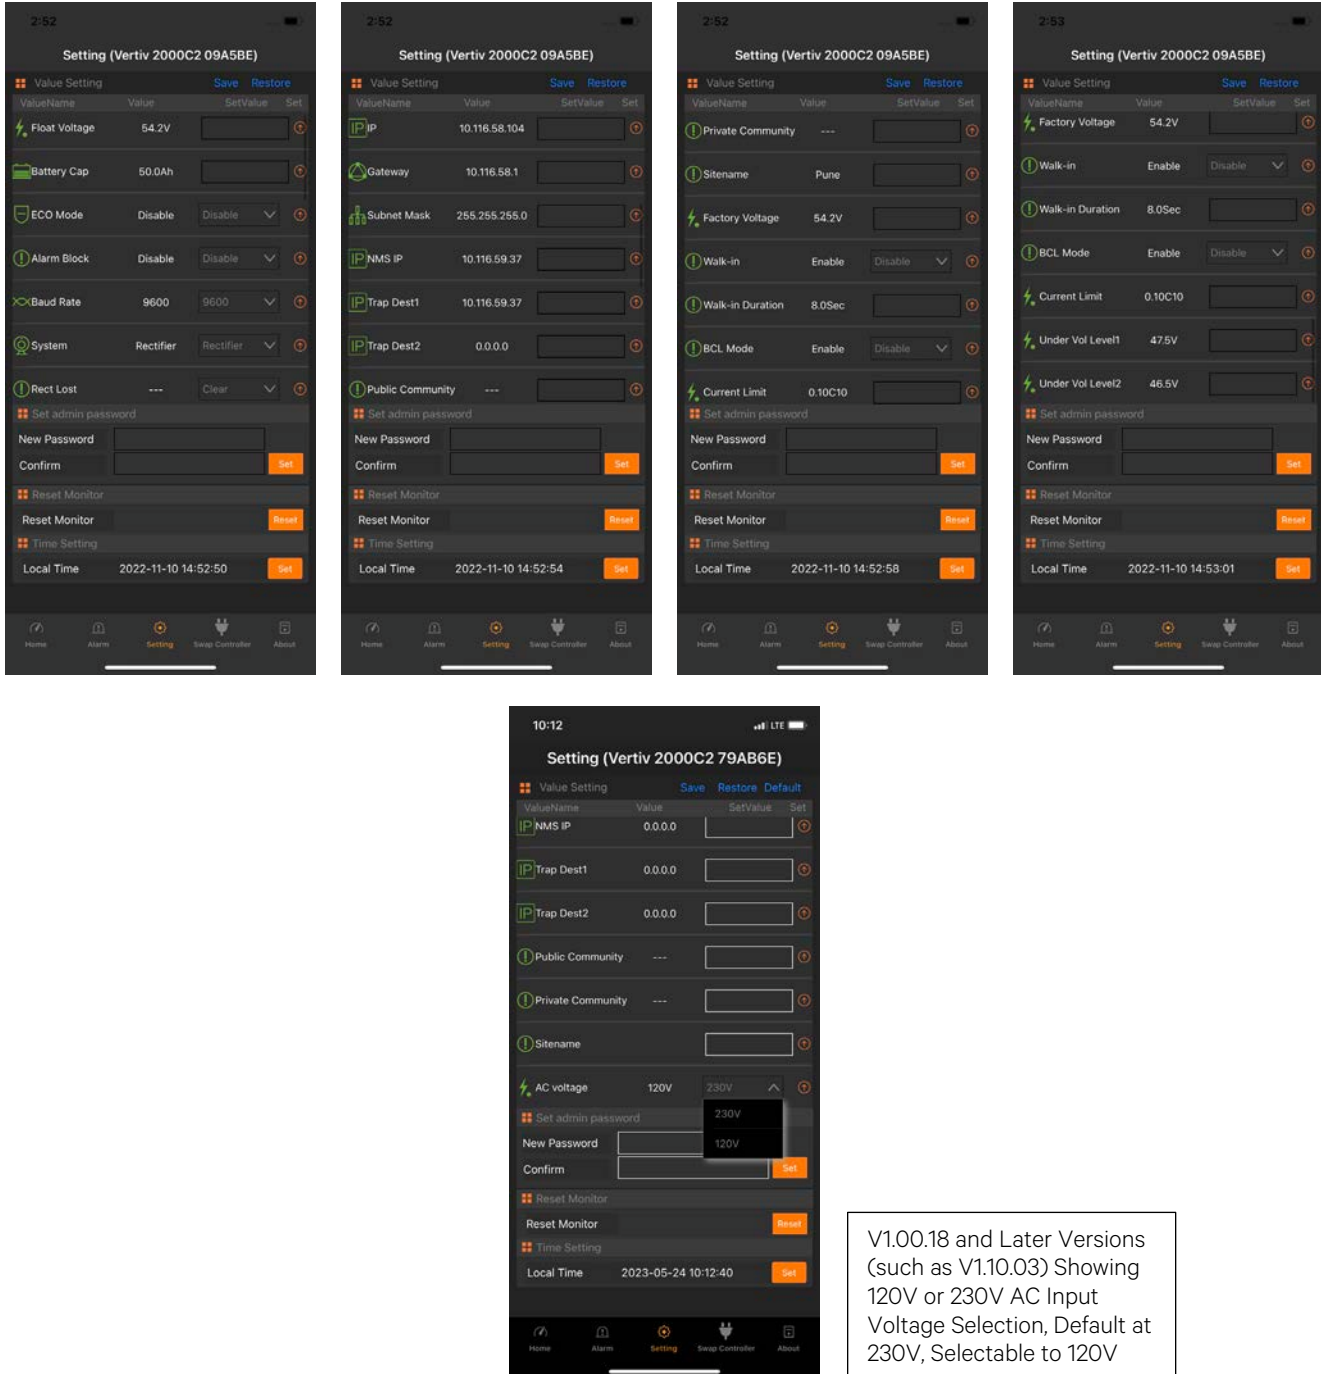 2:52
Setting (Vertiv 2000C2 09A5BE)
Value Setting Save Restore
ValueName Value SetValue Set
Float Voltage 54.2V
Battery Cap 50.0Ah
ECO Mode Disable Disable
Alarm Block Disable Disable
Baud Rate 9600 9600
System Rectifier Rectifier
Rect Lost --- Clear
Set admin password
New Password
Confirm Set
Reset Monitor
Reset Monitor Reset
Time Setting
Local Time 2022-11-10 14:52:50 Set
Home Alarm Setting Swap Controller About
2:52
Setting (Vertiv 2000C2 09A5BE)
Value Setting Save Restore
ValueName Value SetValue Set
IP IP 10.116.58.104
Gateway 10.116.58.1
Subnet Mask 255.255.255.0
IP NMS IP 10.116.59.37
IP Trap Dest1 10.116.59.37
IP Trap Dest2 0.0.0.0
Public Community ---
Set admin password
New Password
Confirm Set
Reset Monitor
Reset Monitor Reset
Time Setting
Local Time 2022-11-10 14:52:54 Set
Home Alarm Setting Swap Controller About
2:52
Setting (Vertiv 2000C2 09A5BE)
Value Setting Save Restore
ValueName Value SetValue Set
Private Community ---
Sitename Pune
Factory Voltage 54.2V
Walk-in Enable Disable
Walk-in Duration 8.0Sec
BCL Mode Enable Disable
Current Limit 0.10C10
Set admin password
New Password
Confirm Set
Reset Monitor
Reset Monitor Reset
Time Setting
Local Time 2022-11-10 14:52:58 Set
Home Alarm Setting Swap Controller About
2:53
Setting (Vertiv 2000C2 09A5BE)
Value Setting Save Restore
ValueName Value SetValue Set
Factory Voltage 54.2V
Walk-in Enable Disable
Walk-in Duration 8.0Sec
BCL Mode Enable Disable
Current Limit 0.10C10
Under Vol Level1 47.5V
Under Vol Level2 46.5V
Set admin password
New Password
Confirm Set
Reset Monitor
Reset Monitor Reset
Time Setting
Local Time 2022-11-10 14:53:01 Set
Home Alarm Setting Swap Controller About
10:12 LTE
Setting (Vertiv 2000C2 79AB6E)
Value Setting Save Restore Default
ValueName Value SetValue Set
IP NMS IP 0.0.0.0
IP Trap Dest1 0.0.0.0
IP Trap Dest2 0.0.0.0
Public Community ---
Private Community ---
Sitename
AC voltage 120V 230V
230V
120V
Set admin password
New Password
Confirm Set
Reset Monitor
Reset Monitor Reset
Time Setting
Local Time 2023-05-24 10:12:40 Set
Home Alarm Setting Swap Controller About
V1.00.18 and Later Versions
(such as V1.10.03) Showing
120V or 230V AC Input
Voltage Selection, Default at
230V, Selectable to 120V